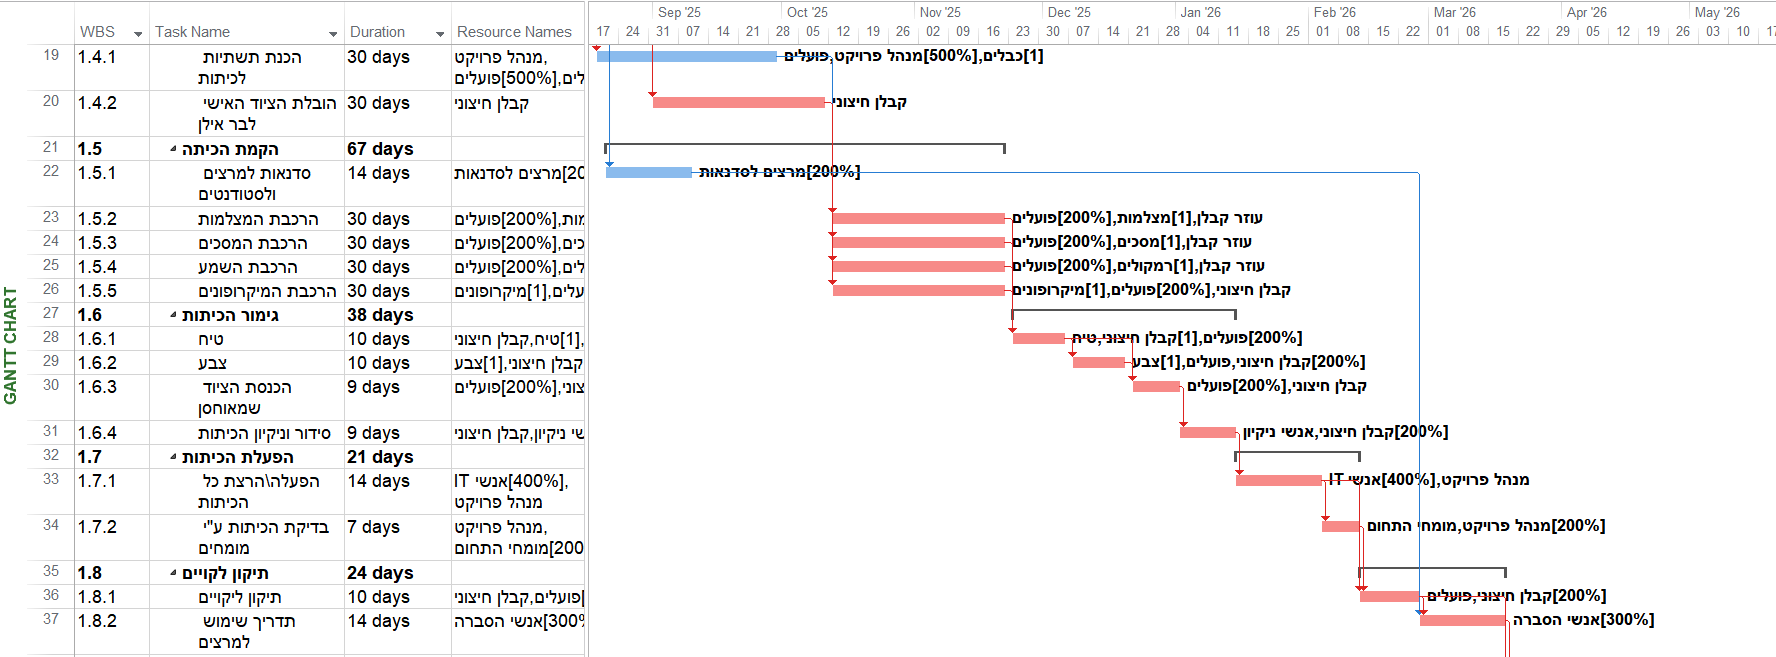 Sep '25 Oct '25 Nov '25 Dec '25 Jan '26 Feb '26 Mar '26 Apr '26 May '26
WBS Task Name Duration Resource Names 17 24 31 07 14 21 28 05 12 19 26 02 09 16 23 30 07 14 21 28 04 11 18 25 01 08 15 22 01 08 15 22 29 05 12 19 26 03 10 17
GANTT CHART
19 1.4.1 הכנת תשתיות 30 days מנהל פרויקט,
לכיתות פועלים[500%],
כבלים[1],מנהל פרויקט,פועלים[500%]
20 1.4.2 הובלת הציוד האישי 30 days קבלן חיצוני
לבר אילן
קבלן חיצוני
21 1.5 הקמת הכיתה 67 days
22 1.5.1 סדנאות למרצים 14 days מרצים לסדנאות
ולסטודנטים
מרצים לסדנאות[200%]
23 1.5.2 הרכבת המצלמות 30 days פועלים[200%],
עוזר קבלן,מצלמות[1],פועלים[200%]
24 1.5.3 הרכבת המסכים 30 days פועלים[200%],
עוזר קבלן,מסכים[1],פועלים[200%]
25 1.5.4 הרכבת השמע 30 days פועלים[200%],
עוזר קבלן,רמקולים[1],פועלים[200%]
26 1.5.5 הרכבת המיקרופונים 30 days מיקרופונים[1],
קבלן חיצוני,פועלים[200%],מיקרופונים[1]
27 1.6 גימור הכיתות 38 days
28 1.6.1 טיח 10 days טיח[1],קבלן חיצוני
קבלן חיצוני,טיח[1],פועלים[200%]
29 1.6.2 צבע 10 days צבע[1],קבלן חיצוני
קבלן חיצוני,פועלים[200%],צבע[1]
30 1.6.3 הכנסת הציוד 9 days פועלים[200%],
שמאוחסן
קבלן חיצוני,פועלים[200%]
31 1.6.4 סידור וניקיון הכיתות 9 days קבלן חיצוני
קבלן חיצוני,אנשי ניקיון[200%]
32 1.7 הפעלת הכיתות 21 days
33 1.7.1 הפעלה\הרצת כל 14 days אנשי IT[400%],
הכיתות מנהל פרויקט
אנשי IT[400%],מנהל פרויקט
34 1.7.2 בדיקת הכיתות ע"י 7 days מנהל פרויקט,
מומחים מומחי התחום[200
מנהל פרויקט,מומחי התחום[200%]
35 1.8 תיקון לקויים 24 days
36 1.8.1 תיקון ליקויים 10 days פועלים,קבלן חיצוני
קבלן חיצוני,פועלים[200%]
37 1.8.2 תדריך שימוש 14 days אנשי הסברה[300%
למרצים
אנשי הסברה[300%]